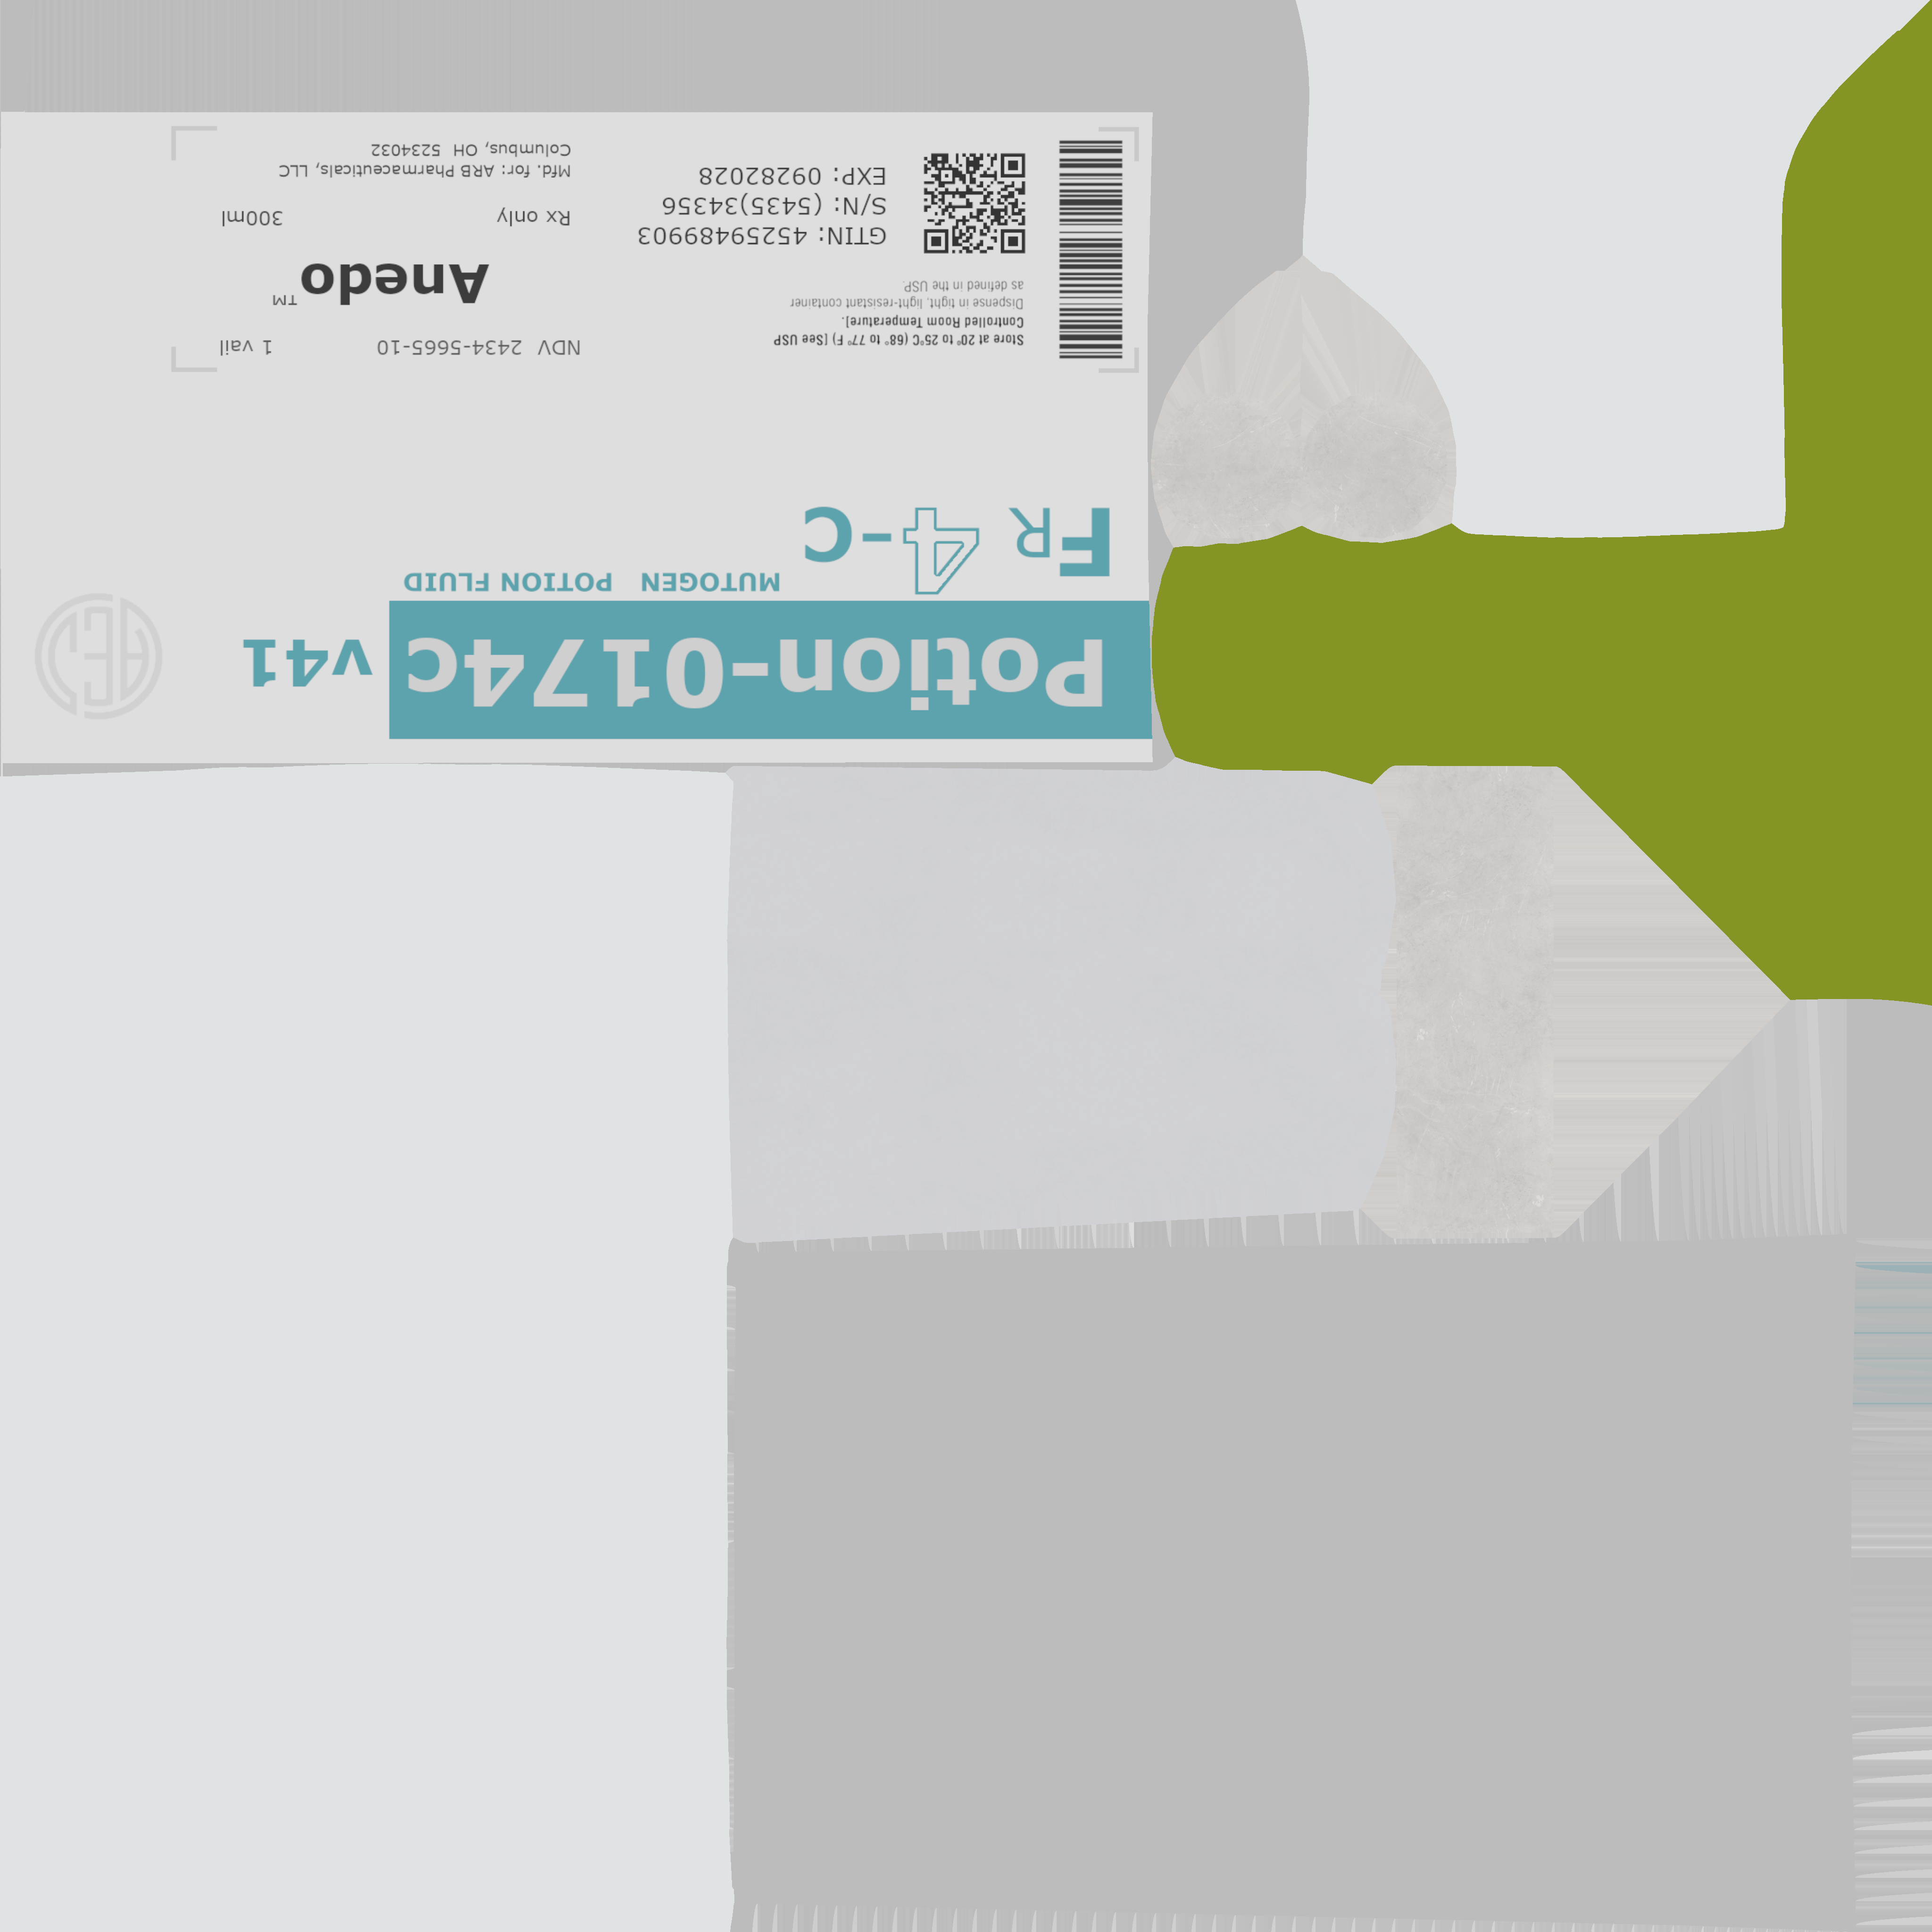 Potion-0174c v41
MUTOGEN POTION FLUID
FR 4-C
Store at 20° to 25°C (68° to 77° F) [See USP
Controlled Room Temperature].
Dispense in tight, light-resistant container
as defined in the USP.
GTIN: 45259489903
S/N: (5435)34356
EXP: 09282028
NDV 2434-5665-10 1 vail
Anedo™
Rx only 300ml
Mfd. for: ARB Pharmaceuticals, LLC
Columbus, OH 5234032